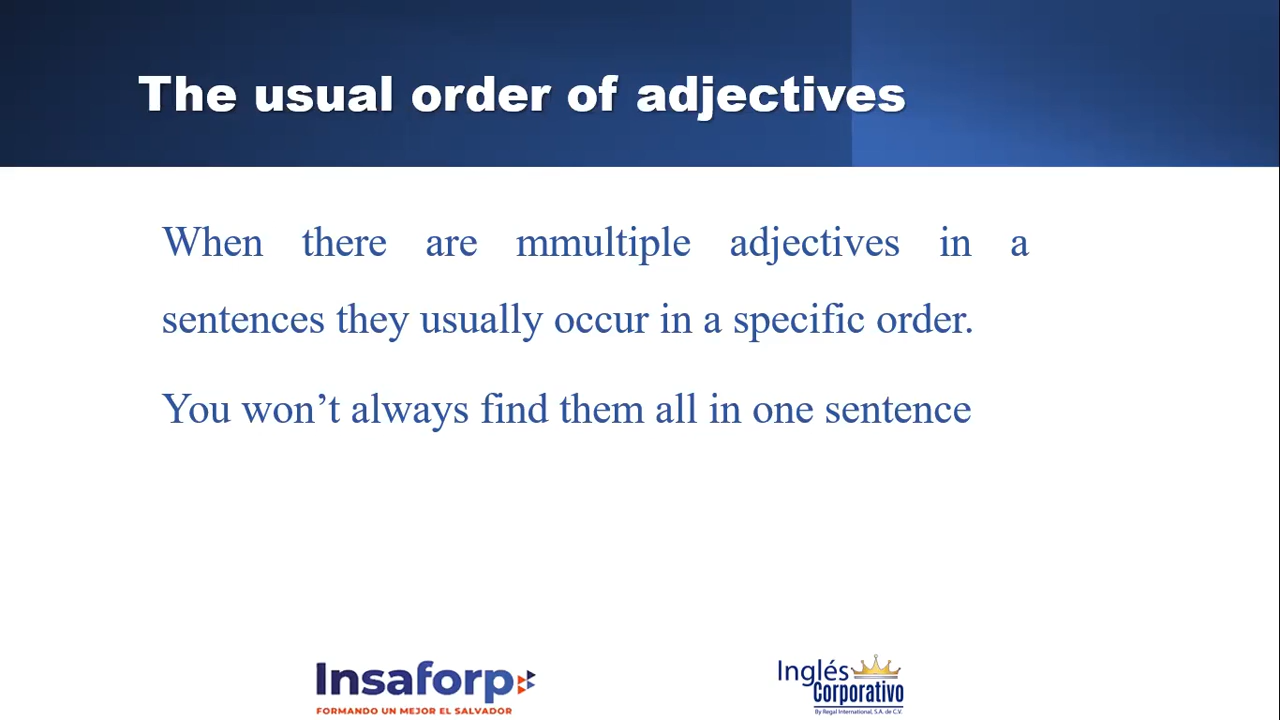 The usual order of adjectives
When there are mmultiple adjectives in a
sentences they usually occur in a specific order.
You won’t always find them all in one sentence
Insaforp
FORMANDO UN MEJOR EL SALVADOR
Inglés
Corporativo
By Regal International, S.A. de C.V.